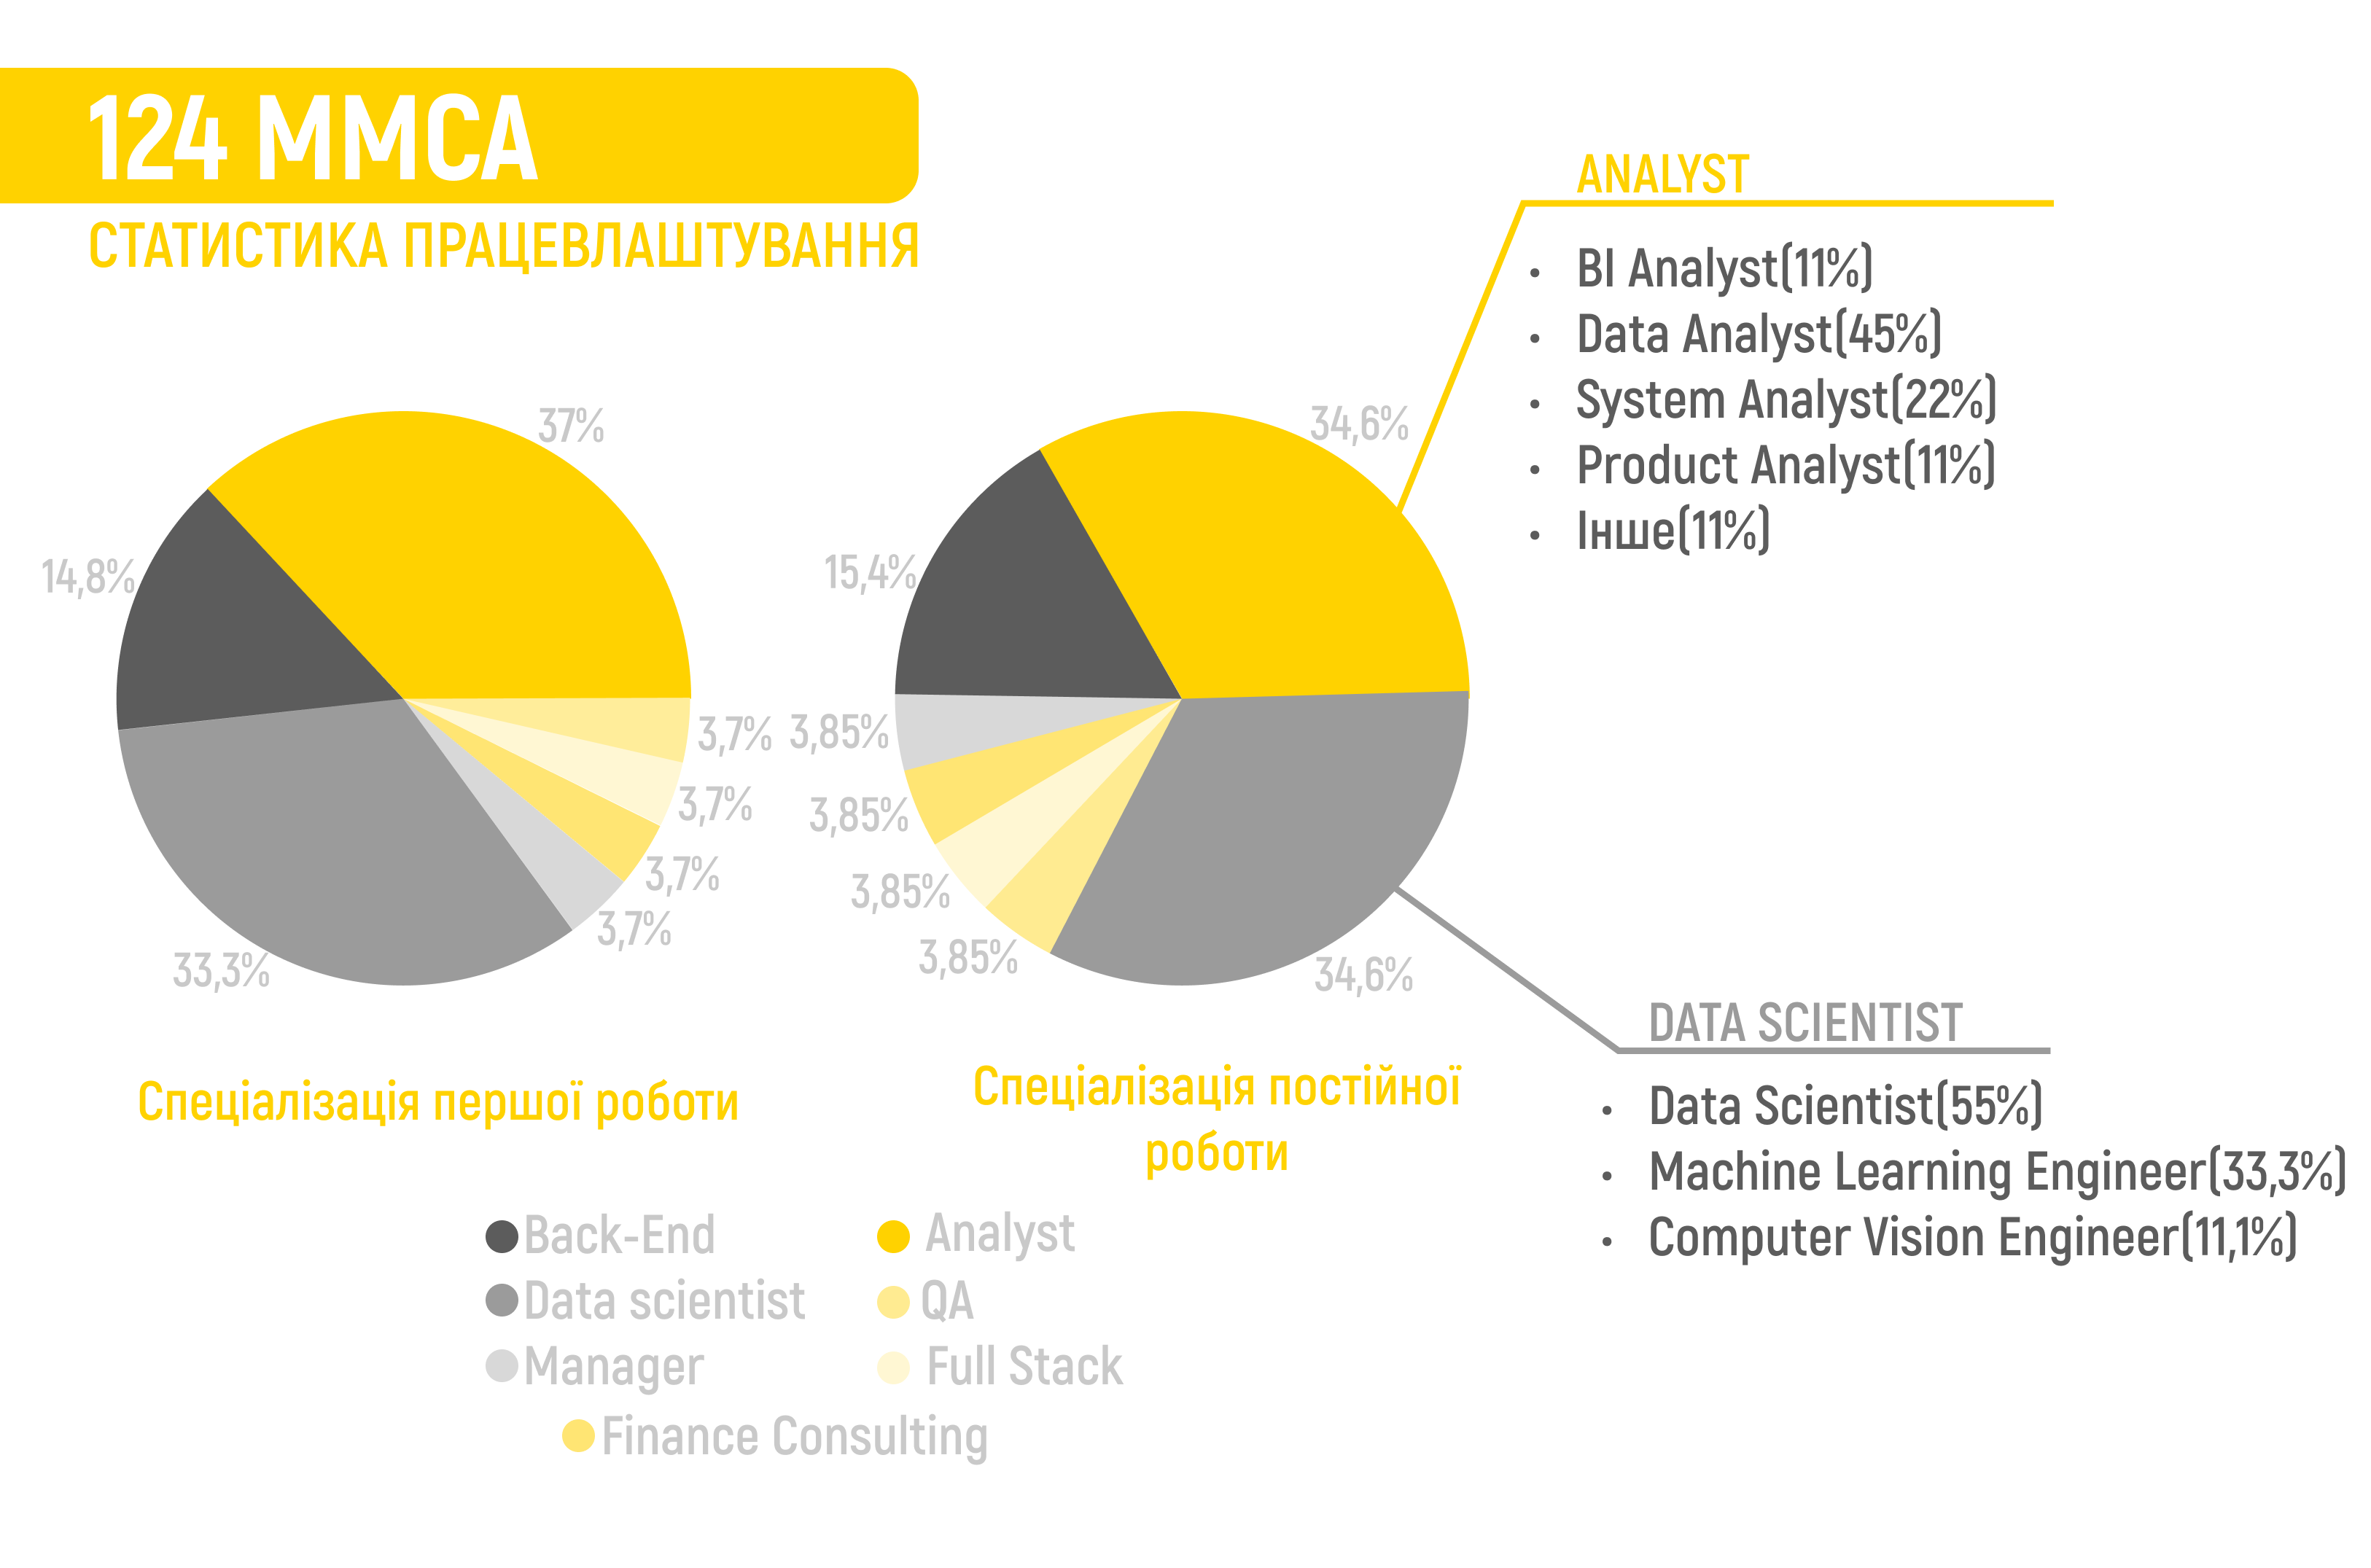 124 ММСА
СТАТИСТИКА ПРАЦЕВЛАШТУВАННЯ
37%
14,8%
3,7%
3,7%
3,7%
3,7%
33,3%
Спеціалізація першої роботи
34,6%
15,4%
3,85%
3,85%
3,85%
3,85%
34,6%
Спеціалізація постійної
роботи
ANALYST
• BI Analyst(11%)
• Data Analyst(45%)
• System Analyst(22%)
• Product Analyst(11%)
• Інше(11%)
DATA SCIENTIST
• Data Scientist(55%)
• Machine Learning Engineer(33,3%)
• Computer Vision Engineer(11,1%)
Back-End
Analyst
Data scientist
QA
Manager
Full Stack
Finance Consulting